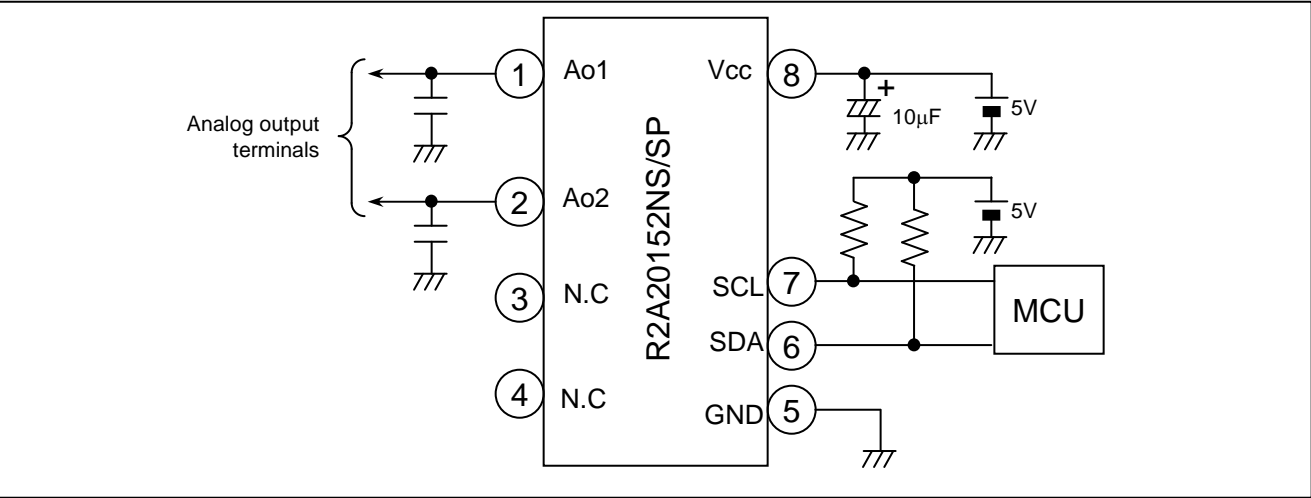 Analog output
terminals
1
Ao1
2
Ao2
3
N.C
4
N.C
R2A20152NS/SP
Vcc
8
+
10μF
5V
5V
SCL
7
SDA
6
MCU
GND
5